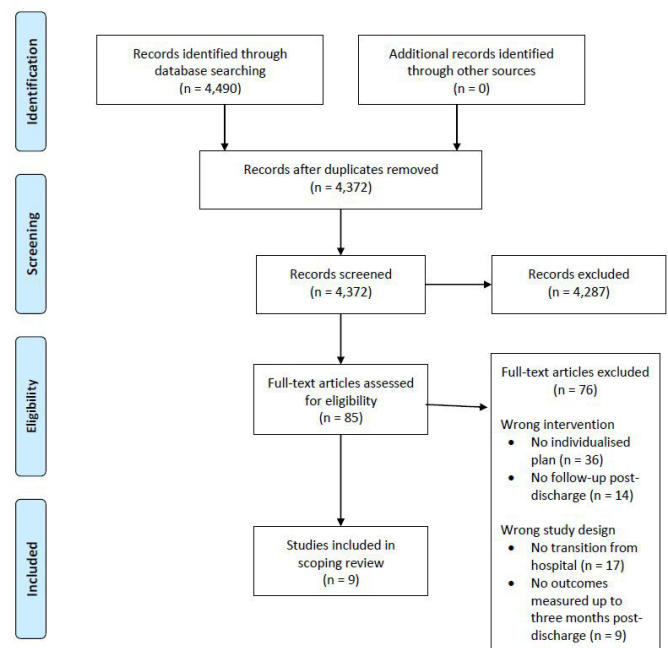 Identification
Records identified through
database searching
(n = 4,490)
Additional records identified
through other sources
(n = 0)
Records after duplicates removed
(n = 4,372)
Screening
Records screened
(n = 4,372)
Records excluded
(n = 4,287)
Eligibility
Full-text articles assessed
for eligibility
(n = 85)
Full-text articles excluded
(n = 76)
Wrong intervention
• No individualised
plan (n = 36)
• No follow-up post-
discharge (n = 14)
Wrong study design
• No transition from
hospital (n = 17)
• No outcomes
measured up to
three months post-
discharge (n = 9)
Included
Studies included in
scoping review
(n = 9)